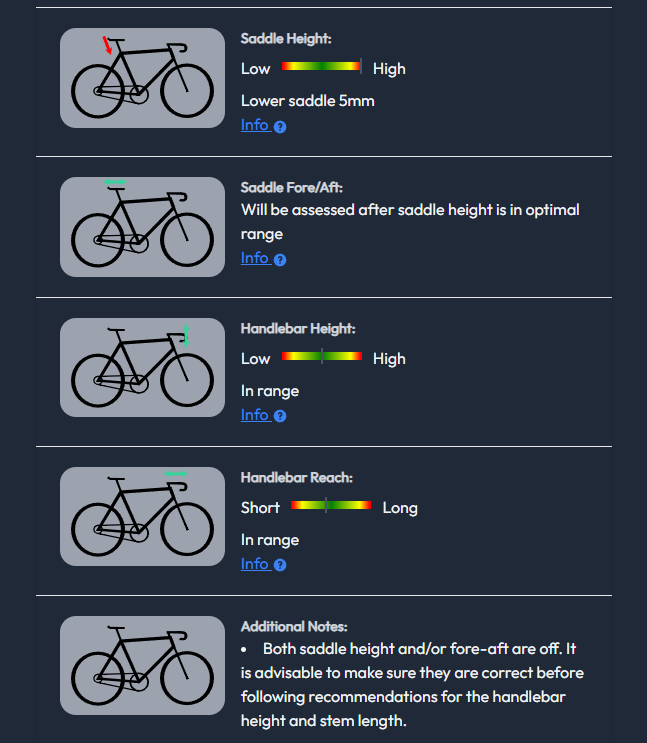 Saddle Height:
Low High
Lower saddle 5mm
Info ?
Saddle Fore/Aft:
Will be assessed after saddle height is in optimal
range
Info ?
Handlebar Height:
Low High
In range
Info ?
Handlebar Reach:
Short Long
In range
Info ?
Additional Notes:
• Both saddle height and/or fore-aft are off. It
is advisable to make sure they are correct before
following recommendations for the handlebar
height and stem length.